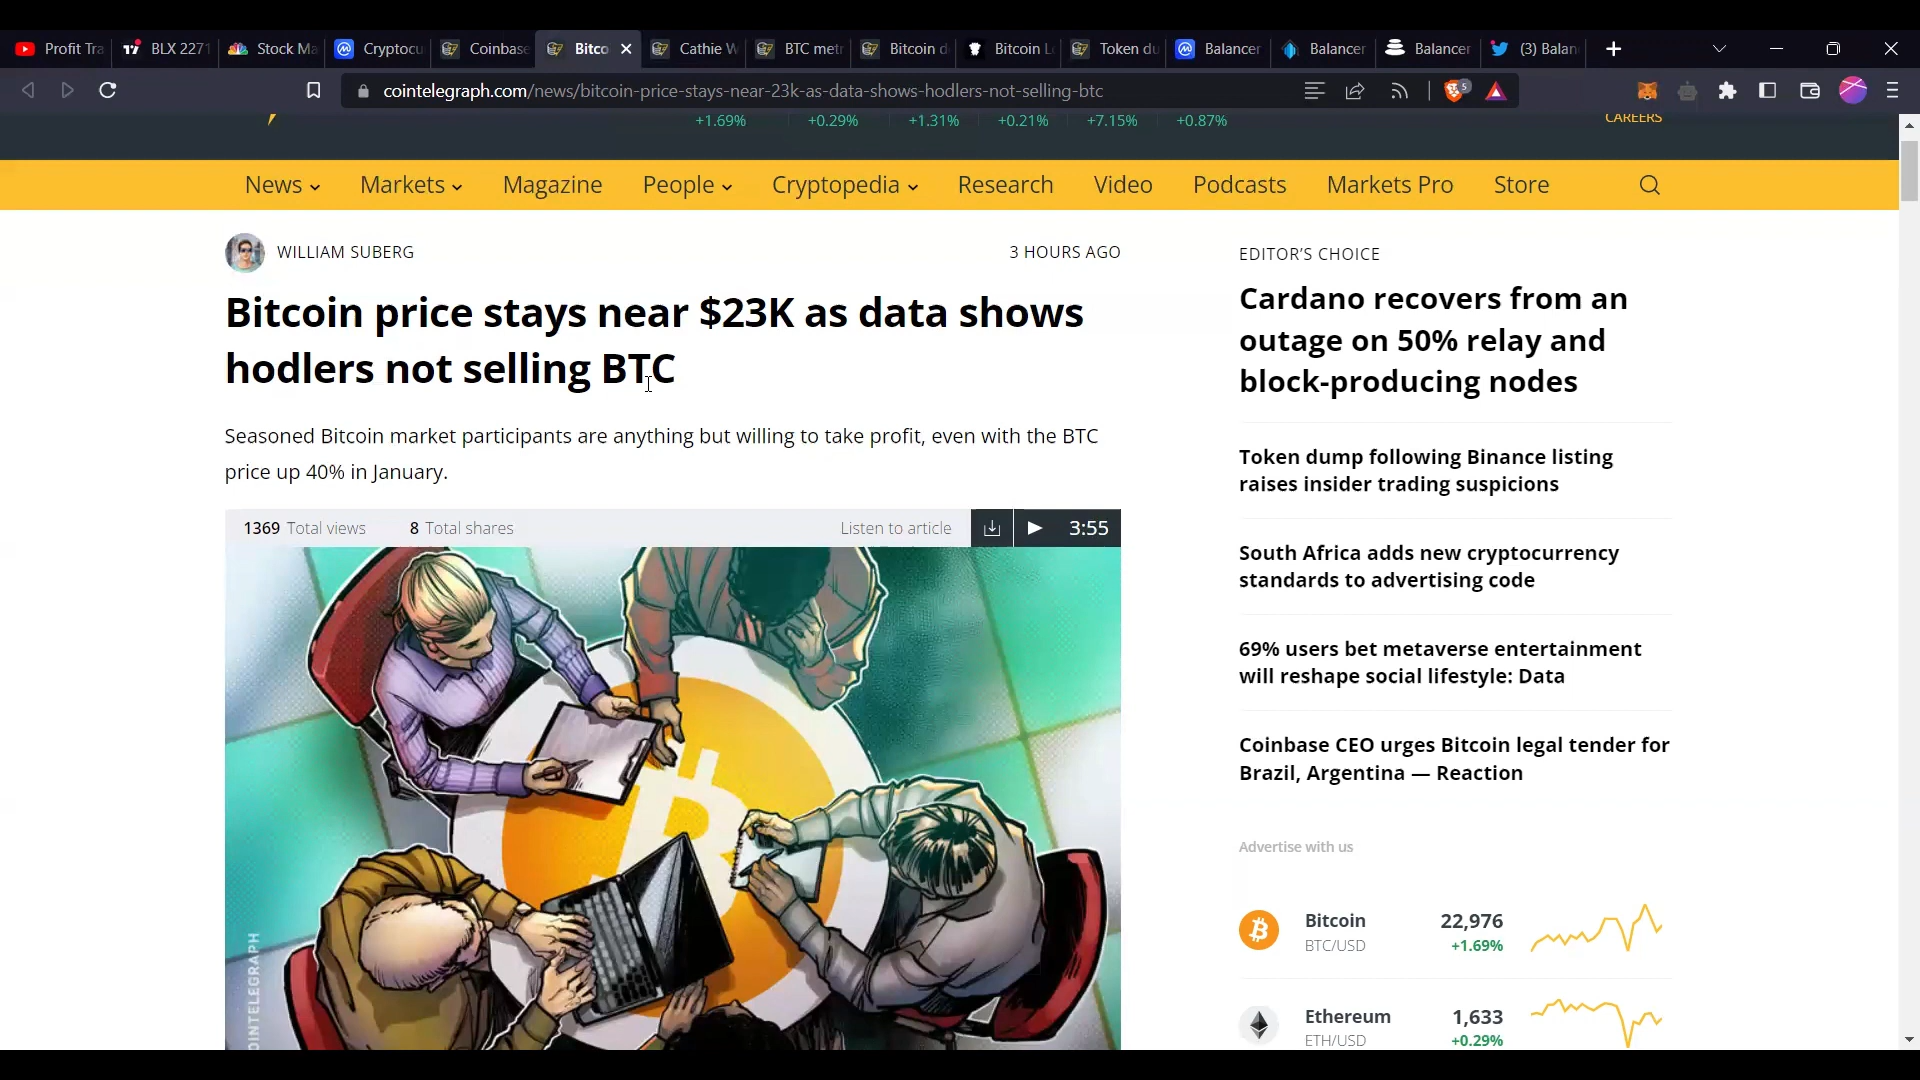 Profit Tra
BLX 2271
Stock Ma
Cryptocu
Coinbase
Bitco
Cathie W
BTC metr
Bitcoin d
Bitcoin L
Token du
Balancer
Balancer
Balancer
(3) Balan
cointelegraph.com/news/bitcoin-price-stays-near-23k-as-data-shows-hodlers-not-selling-btc
5
+1.69%
+0.29%
+1.31%
+0.21%
+7.15%
+0.87%
CAREERS
News
Markets
Magazine
People
Cryptopedia
Research
Video
Podcasts
Markets Pro
Store
WILLIAM SUBERG
3 HOURS AGO
Bitcoin price stays near $23K as data shows
hodlers not selling BTC
Seasoned Bitcoin market participants are anything but willing to take profit, even with the BTC
price up 40% in January.
1369 Total views
8 Total shares
Listen to article
3:55
COINTELEGRAPH
EDITOR'S CHOICE
Cardano recovers from an
outage on 50% relay and
block-producing nodes
Token dump following Binance listing
raises insider trading suspicions
South Africa adds new cryptocurrency
standards to advertising code
69% users bet metaverse entertainment
will reshape social lifestyle: Data
Coinbase CEO urges Bitcoin legal tender for
Brazil, Argentina — Reaction
Advertise with us
Bitcoin 22,976
BTC/USD +1.69%
Ethereum 1,633
ETH/USD +0.29%